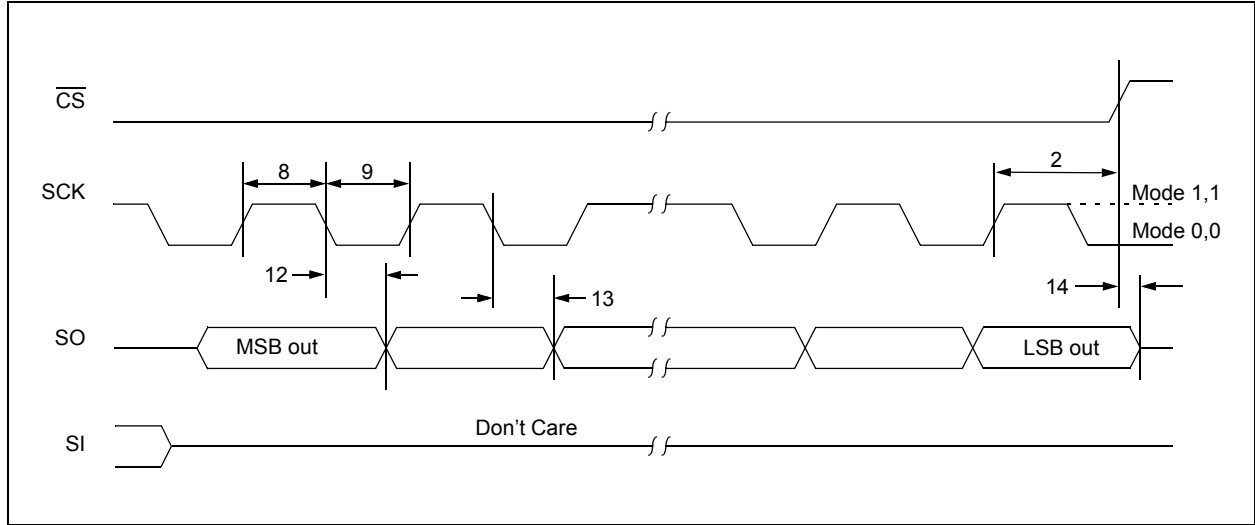 CS
SCK
8
9
2
Mode 1,1
Mode 0,0
12
13
14
SO
MSB out
LSB out
SI
Don't Care